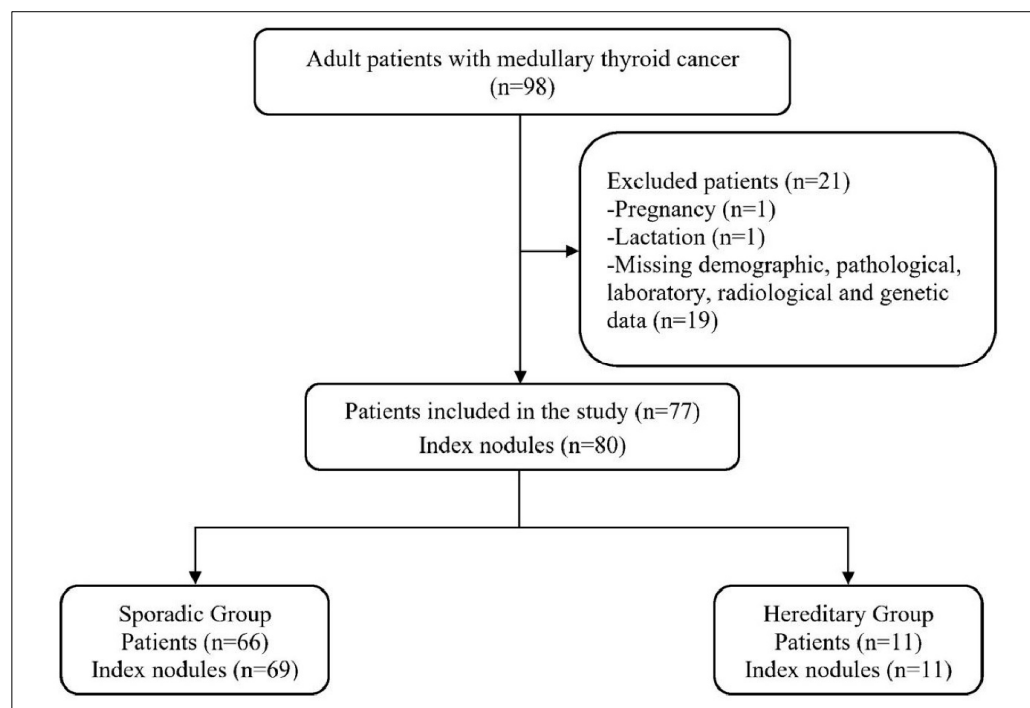 Adult patients with medullary thyroid cancer
(n=98)
Excluded patients (n=21)
-Pregnancy (n=1)
-Lactation (n=1)
-Missing demographic, pathological,
laboratory, radiological and genetic
data (n=19)
Patients included in the study (n=77)
Index nodules (n=80)
Sporadic Group
Patients (n=66)
Index nodules (n=69)
Hereditary Group
Patients (n=11)
Index nodules (n=11)